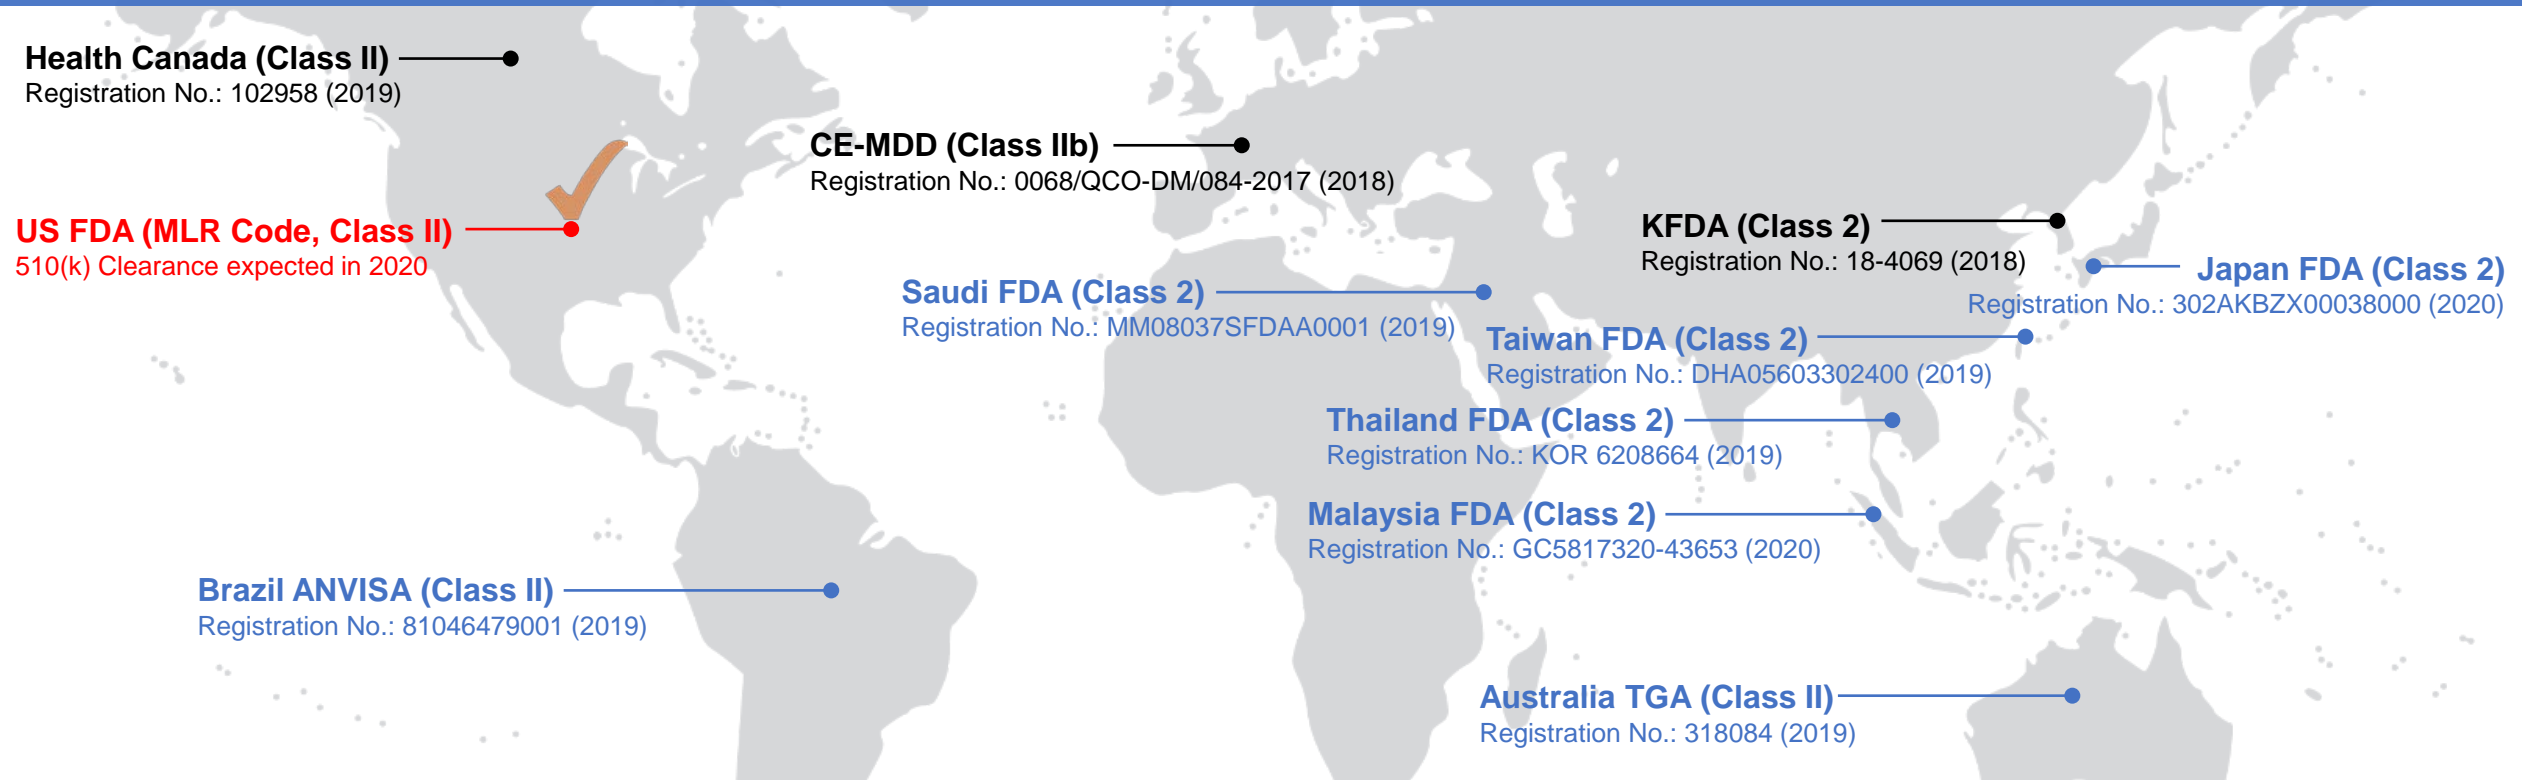 Health Canada (Class II)
Registration No.: 102958 (2019)
CE-MDD (Class IIb)
Registration No.: 0068/QCO-DM/084-2017 (2018)
US FDA (MLR Code, Class II)
510(k) Clearance expected in 2020
KFDA (Class 2)
Registration No.: 18-4069 (2018)
Japan FDA (Class 2)
Registration No.: 302AKBZX00038000 (2020)
Saudi FDA (Class 2)
Registration No.: MM08037SFDAA0001 (2019)
Taiwan FDA (Class 2)
Registration No.: DHA05603302400 (2019)
Thailand FDA (Class 2)
Registration No.: KOR 6208664 (2019)
Malaysia FDA (Class 2)
Registration No.: GC5817320-43653 (2020)
Brazil ANVISA (Class II)
Registration No.: 81046479001 (2019)
Australia TGA (Class II)
Registration No.: 318084 (2019)